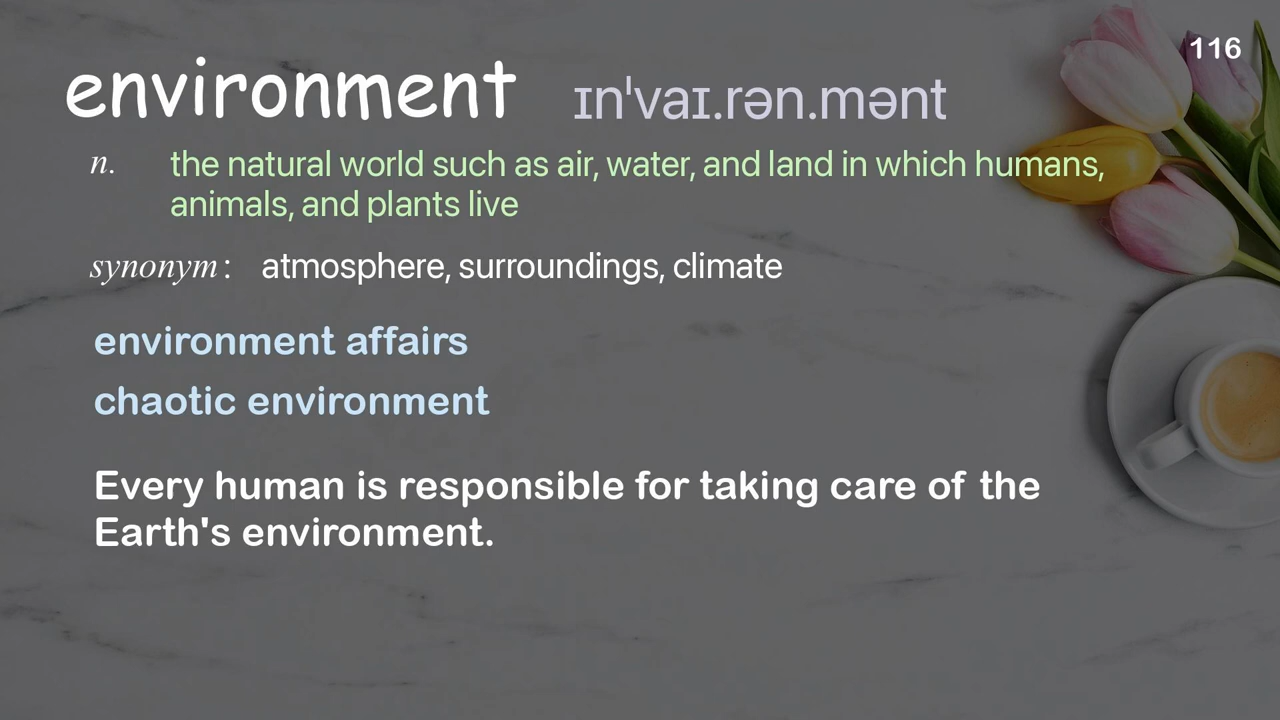 116
environment ɪnˈvaɪ.rən.mənt
n. the natural world such as air, water, and land in which humans,
animals, and plants live
synonym: atmosphere, surroundings, climate
environment affairs
chaotic environment
Every human is responsible for taking care of the
Earth's environment.